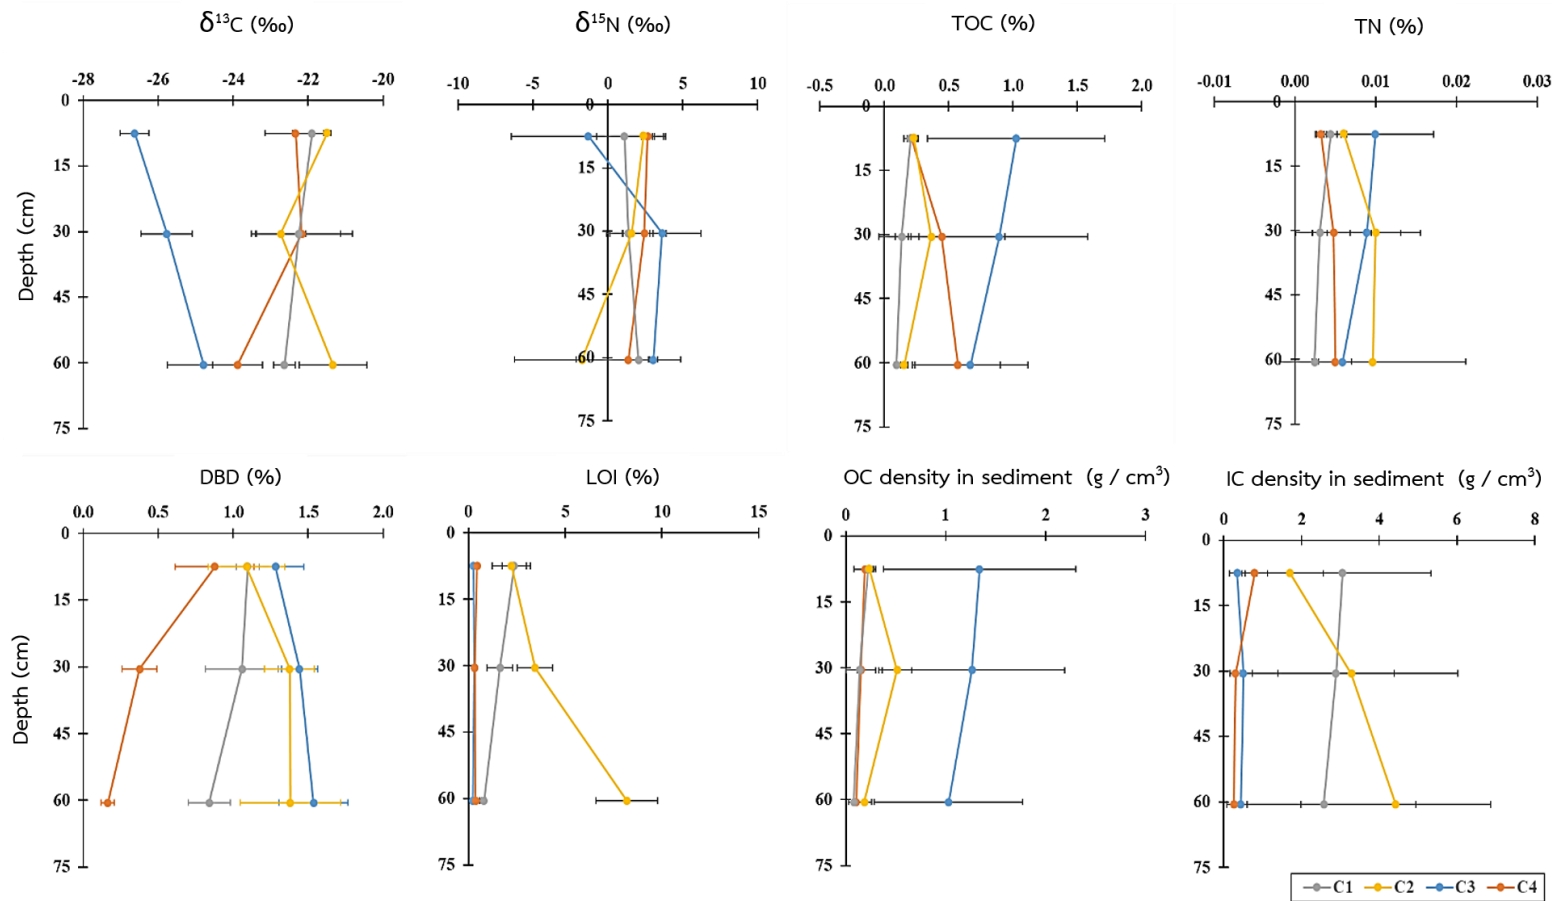 δ¹³C (‰)
δ¹⁵N (‰)
TOC (%)
TN (%)
-28 -26 -24 -22 -20
-10 -5 0 5 10
-0.5 0.0 0.5 1.0 1.5 2.0
-0.01 0.00 0.01 0.02 0.03
0 0 0 0
15 15 15 15
30 30 30 30
45 45 45 45
60 60 60 60
75 75 75 75
Depth (cm)
DBD (%)
LOI (%)
OC density in sediment (g / cm³)
IC density in sediment (g / cm³)
0.0 0.5 1.0 1.5 2.0
0 5 10 15
0 1 2 3
0 2 4 6 8
0 0 0 0
15 15 15 15
30 30 30 30
45 45 45 45
60 60 60 60
75 75 75 75
Depth (cm)
C1 C2 C3 C4